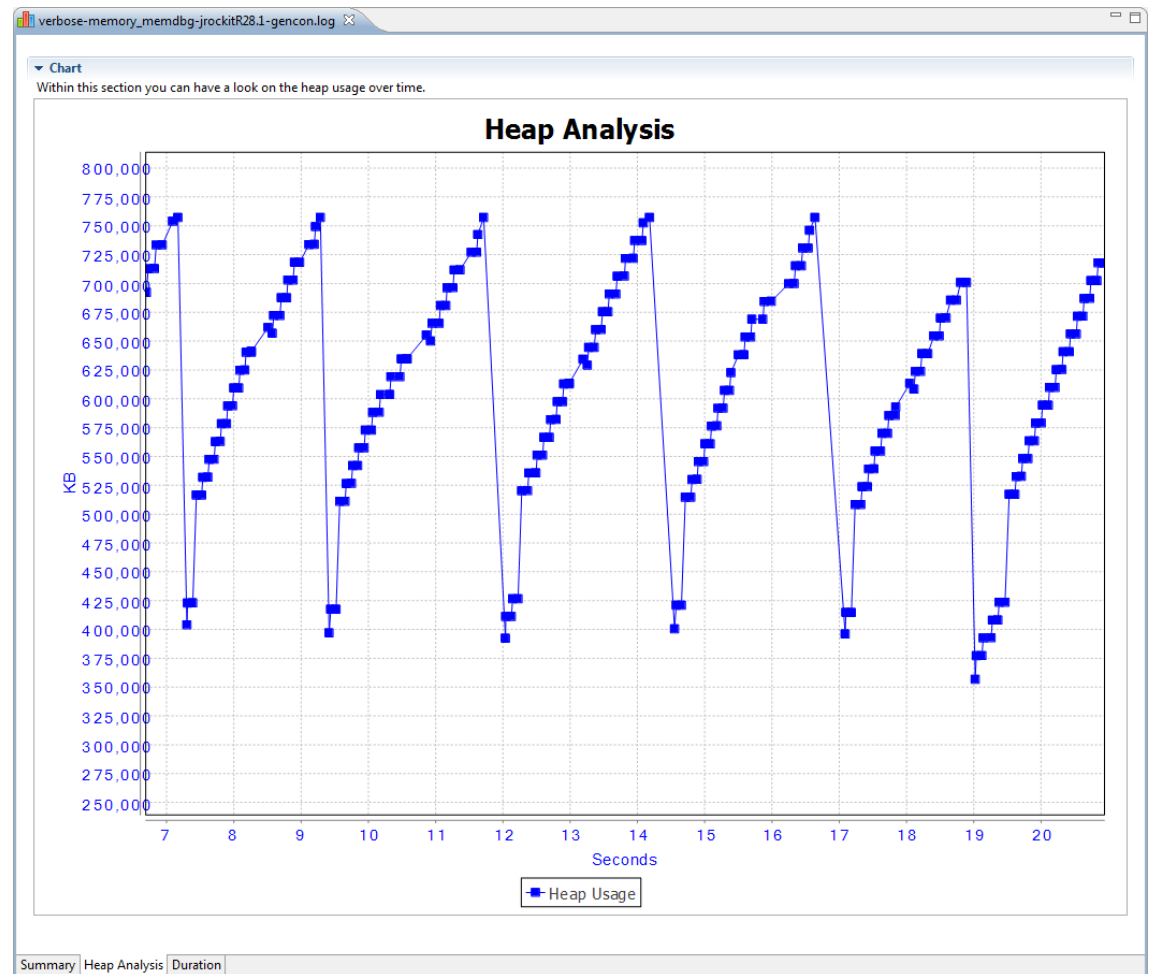 verbose-memory_memdbg-jrockitR28.1-gencon.log
Chart
Within this section you can have a look on the heap usage over time.
Heap Analysis
800,000
775,000
750,000
725,000
700,000
675,000
650,000
625,000
600,000
575,000
550,000
525,000
500,000
475,000
450,000
425,000
400,000
375,000
350,000
325,000
300,000
275,000
250,000
KB
7 8 9 10 11 12 13 14 15 16 17 18 19 20
Seconds
Heap Usage
Summary Heap Analysis Duration